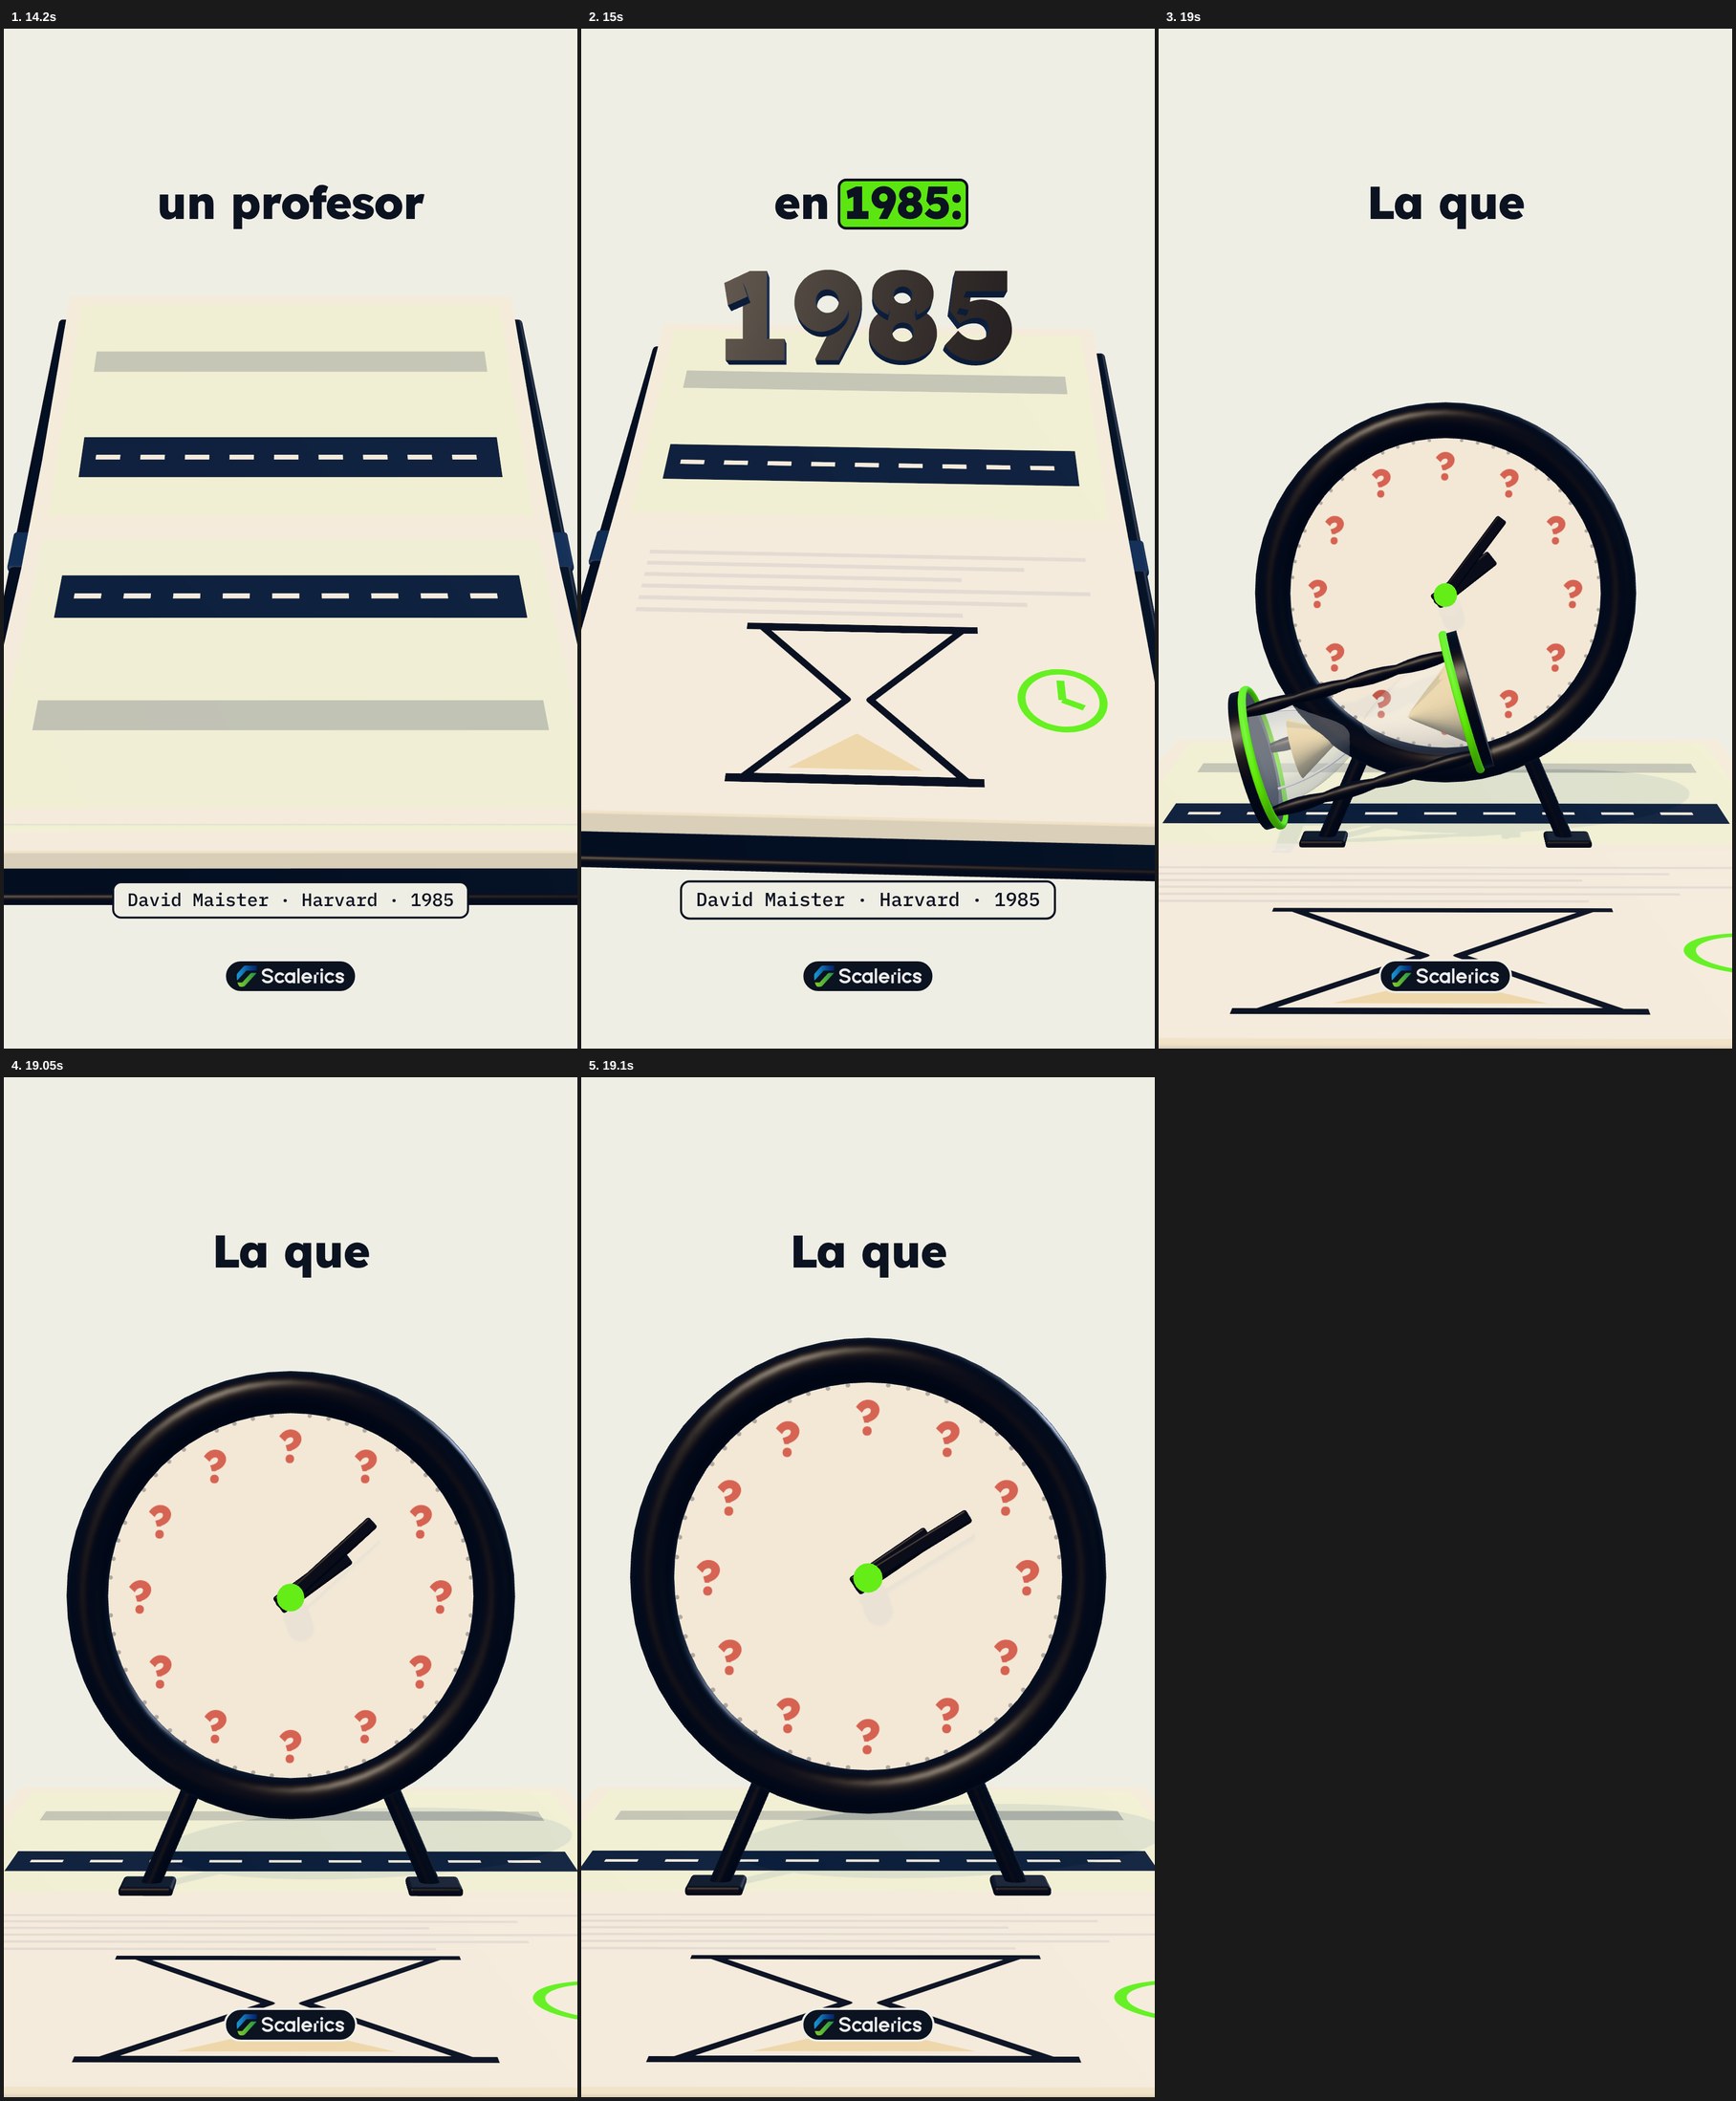 1. 14.2s
un profesor
David Maister · Harvard · 1985
Scalerics
2. 15s
en 1985:
1985
David Maister · Harvard · 1985
Scalerics
3. 19s
La que
? ? ? ? ? ? ? ? ? ? ?
Scalerics
4. 19.05s
La que
? ? ? ? ? ? ? ? ? ? ? ?
Scalerics
5. 19.1s
La que
? ? ? ? ? ? ? ? ? ? ? ?
Scalerics